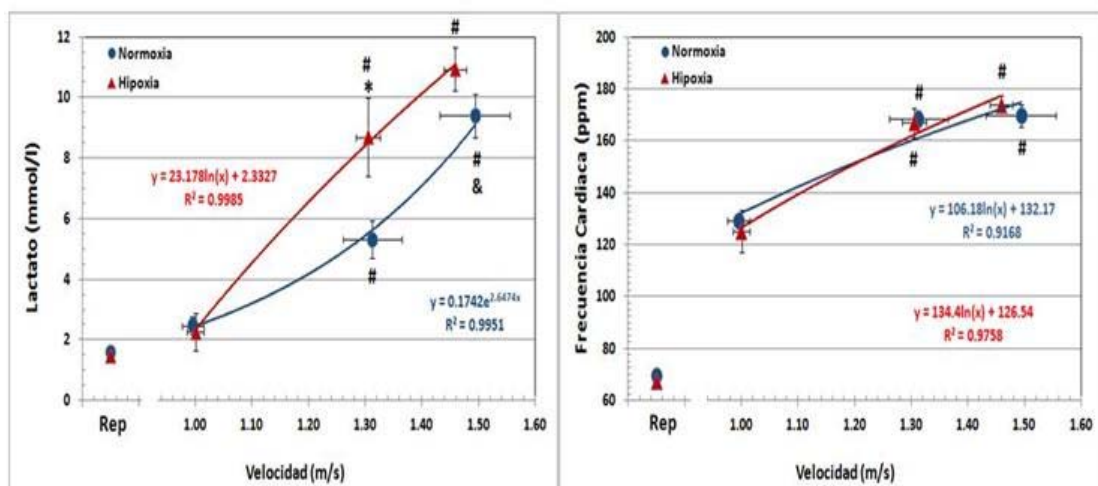 12
10
8
6
4
2
0
Lactato (mmol/l)
Normoxia
Hipoxia
#
*
#
#
&
#
y = 23.178ln(x) + 2.3327
R² = 0.9985
y = 0.1742e^2.6474x
R² = 0.9951
Rep
1.00 1.10 1.20 1.30 1.40 1.50 1.60
Velocidad (m/s)
200
180
160
140
120
100
80
60
Frecuencia Cardiaca (ppm)
Normoxia
Hipoxia
#
#
#
#
y = 106.18ln(x) + 132.17
R² = 0.9168
y = 134.4ln(x) + 126.54
R² = 0.9758
Rep
1.00 1.10 1.20 1.30 1.40 1.50 1.60
Velocidad (m/s)